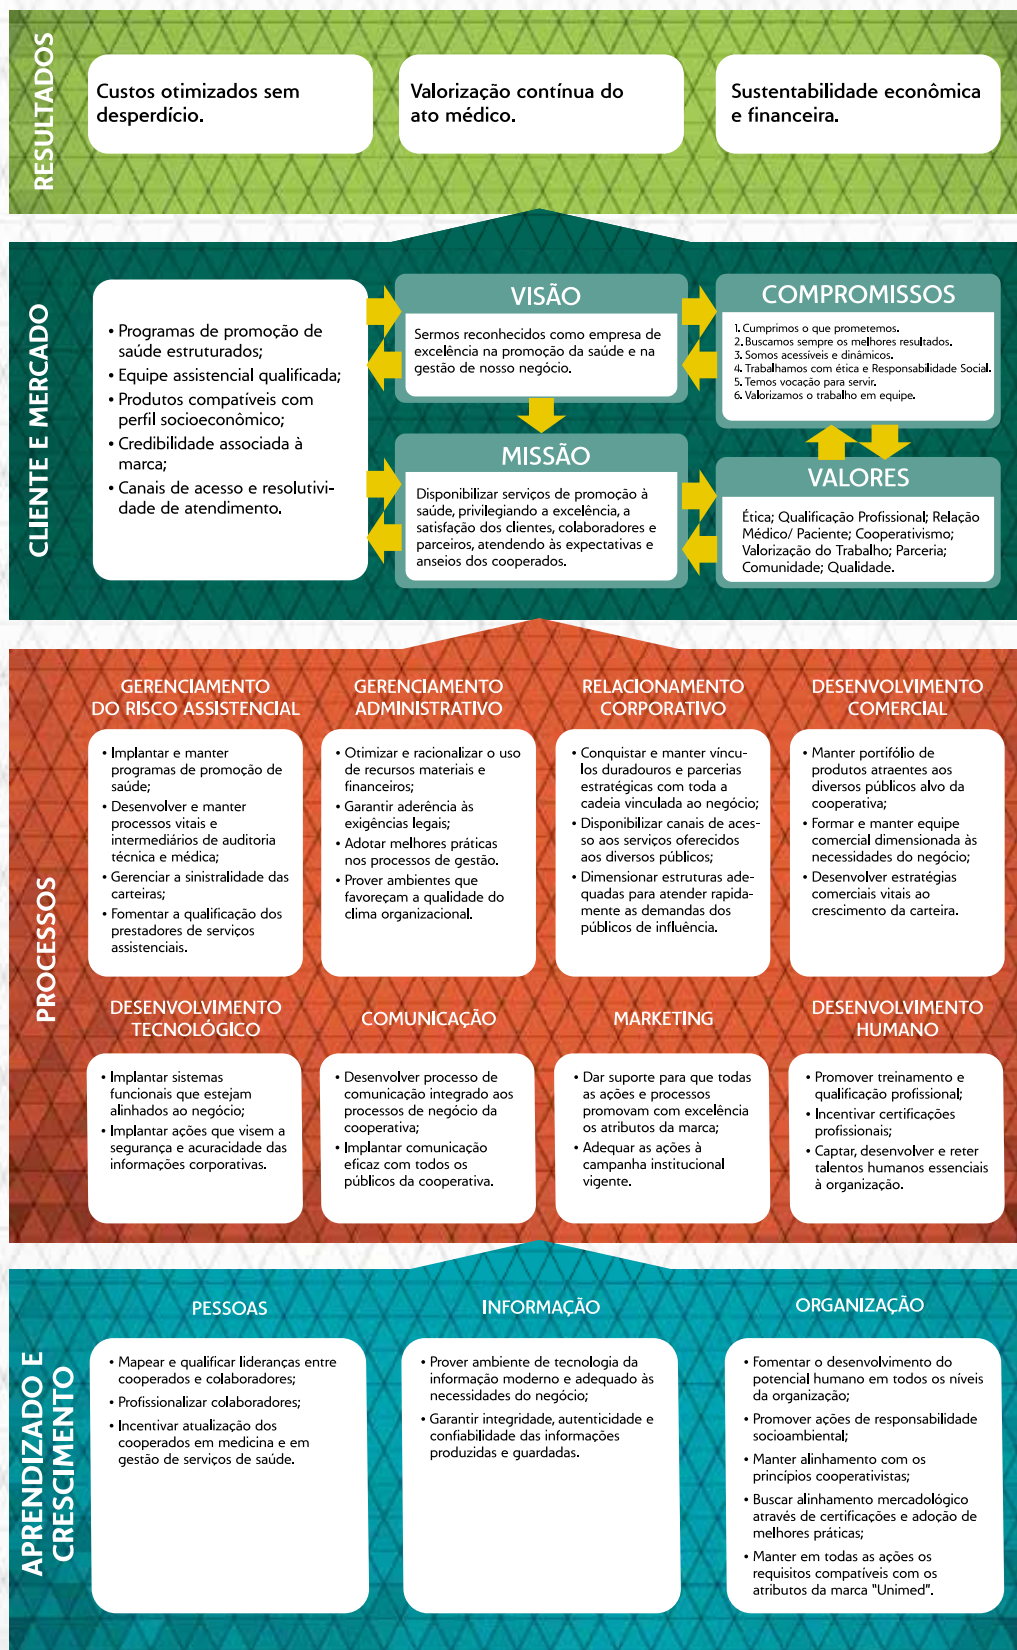 RESULTADOS
Custos otimizados sem
desperdício.
Valorização contínua do
ato médico.
Sustentabilidade econômica
e financeira.
CLIENTE E MERCADO
• Programas de promoção de
saúde estruturados;
• Equipe assistencial qualificada;
• Produtos compatíveis com
perfil socioeconômico;
• Credibilidade associada à
marca;
• Canais de acesso e resolutivi-
dade de atendimento.
VISÃO
Sermos reconhecidos como empresa de
excelência na promoção da saúde e na
gestão de nosso negócio.
COMPROMISSOS
1. Cumprimos o que prometemos.
2. Buscamos sempre os melhores resultados.
3. Somos acessíveis e dinâmicos.
4. Trabalhamos com ética e Responsabilidade Social.
5. Temos vocação para servir.
6. Valorizamos o trabalho em equipe.
MISSÃO
Disponibilizar serviços de promoção à
saúde, privilegiando a excelência, a
satisfação dos clientes, colaboradores e
parceiros, atendendo às expectativas e
anseios dos cooperados.
VALORES
Ética; Qualificação Profissional; Relação
Médico/ Paciente; Cooperativismo;
Valorização do Trabalho; Parceria;
Comunidade; Qualidade.
PROCESSOS
GERENCIAMENTO
DO RISCO ASSISTENCIAL
• Implantar e manter
programas de promoção de
saúde;
• Desenvolver e manter
processos vitais e
intermediários de auditoria
técnica e médica;
• Gerenciar a sinistralidade das
carteiras;
• Fomentar a qualificação dos
prestadores de serviços
assistenciais.
GERENCIAMENTO
ADMINISTRATIVO
• Otimizar e racionalizar o uso
de recursos materiais e
financeiros;
• Garantir aderência às
exigências legais;
• Adotar melhores práticas
nos processos de gestão.
• Prover ambientes que
favoreçam a qualidade do
clima organizacional.
RELACIONAMENTO
CORPORATIVO
• Conquistar e manter víncu-
los duradouros e parcerias
estratégicas com toda a
cadeia vinculada ao negócio;
• Disponibilizar canais de aces-
so aos serviços oferecidos
aos diversos públicos;
• Dimensionar estruturas ade-
quadas para atender rapida-
mente as demandas dos
públicos de influência.
DESENVOLVIMENTO
COMERCIAL
• Manter portifólio de
produtos atraentes aos
diversos públicos alvo da
cooperativa;
• Formar e manter equipe
comercial dimensionada às
necessidades do negócio;
• Desenvolver estratégias
comerciais vitais ao
crescimento da carteira.
DESENVOLVIMENTO
TECNOLÓGICO
• Implantar sistemas
funcionais que estejam
alinhados ao negócio;
• Implantar ações que visem a
segurança e acuracidade das
informações corporativas.
COMUNICAÇÃO
• Desenvolver processo de
comunicação integrado aos
processos de negócio da
cooperativa;
• Implantar comunicação
eficaz com todos os
públicos da cooperativa.
MARKETING
• Dar suporte para que todas
as ações e processos
promovam com excelência
os atributos da marca;
• Adequar as ações à
campanha institucional
vigente.
DESENVOLVIMENTO
HUMANO
• Promover treinamento e
qualificação profissional;
• Incentivar certificações
profissionais;
• Captar, desenvolver e reter
talentos humanos essenciais
à organização.
APRENDIZADO E
CRESCIMENTO
PESSOAS
• Mapear e qualificar lideranças entre
cooperados e colaboradores;
• Profissionalizar colaboradores;
• Incentivar atualização dos
cooperados em medicina e em
gestão de serviços de saúde.
INFORMAÇÃO
• Prover ambiente de tecnologia da
informação moderno e adequado às
necessidades do negócio;
• Garantir integridade, autenticidade e
confiabilidade das informações
produzidas e guardadas.
ORGANIZAÇÃO
• Fomentar o desenvolvimento do
potencial humano em todos os níveis
da organização;
• Promover ações de responsabilidade
socioambiental;
• Manter alinhamento com os
princípios cooperativistas;
• Buscar alinhamento mercadológico
através de certificações e adoção de
melhores práticas;
• Manter em todas as ações os
requisitos compatíveis com os
atributos da marca "Unimed".